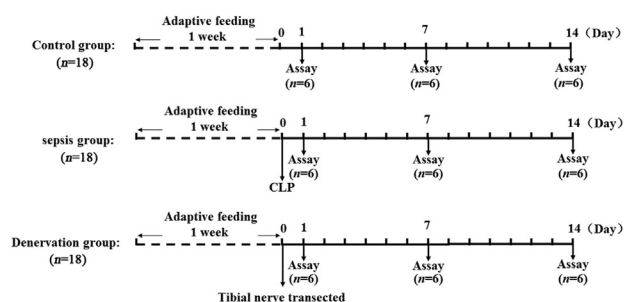 Adaptive feeding
1 week
0 1 7 14 (Day)
Control group:
(n=18)
Assay Assay Assay
(n=6) (n=6) (n=6)
Adaptive feeding
1 week
0 1 7 14 (Day)
sepsis group:
(n=18)
Assay Assay Assay
(n=6) (n=6) (n=6)
CLP
Adaptive feeding
1 week
0 1 7 14 (Day)
Denervation group:
(n=18)
Assay Assay Assay
(n=6) (n=6) (n=6)
Tibial nerve transected